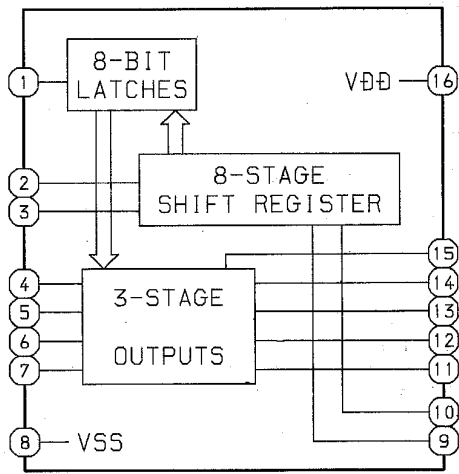 8-BIT
LATCHES
1
VDD
16
2
3
8-STAGE
SHIFT REGISTER
15
4
3-STAGE
14
5
13
6
OUTPUTS
12
7
11
10
8
VSS
9